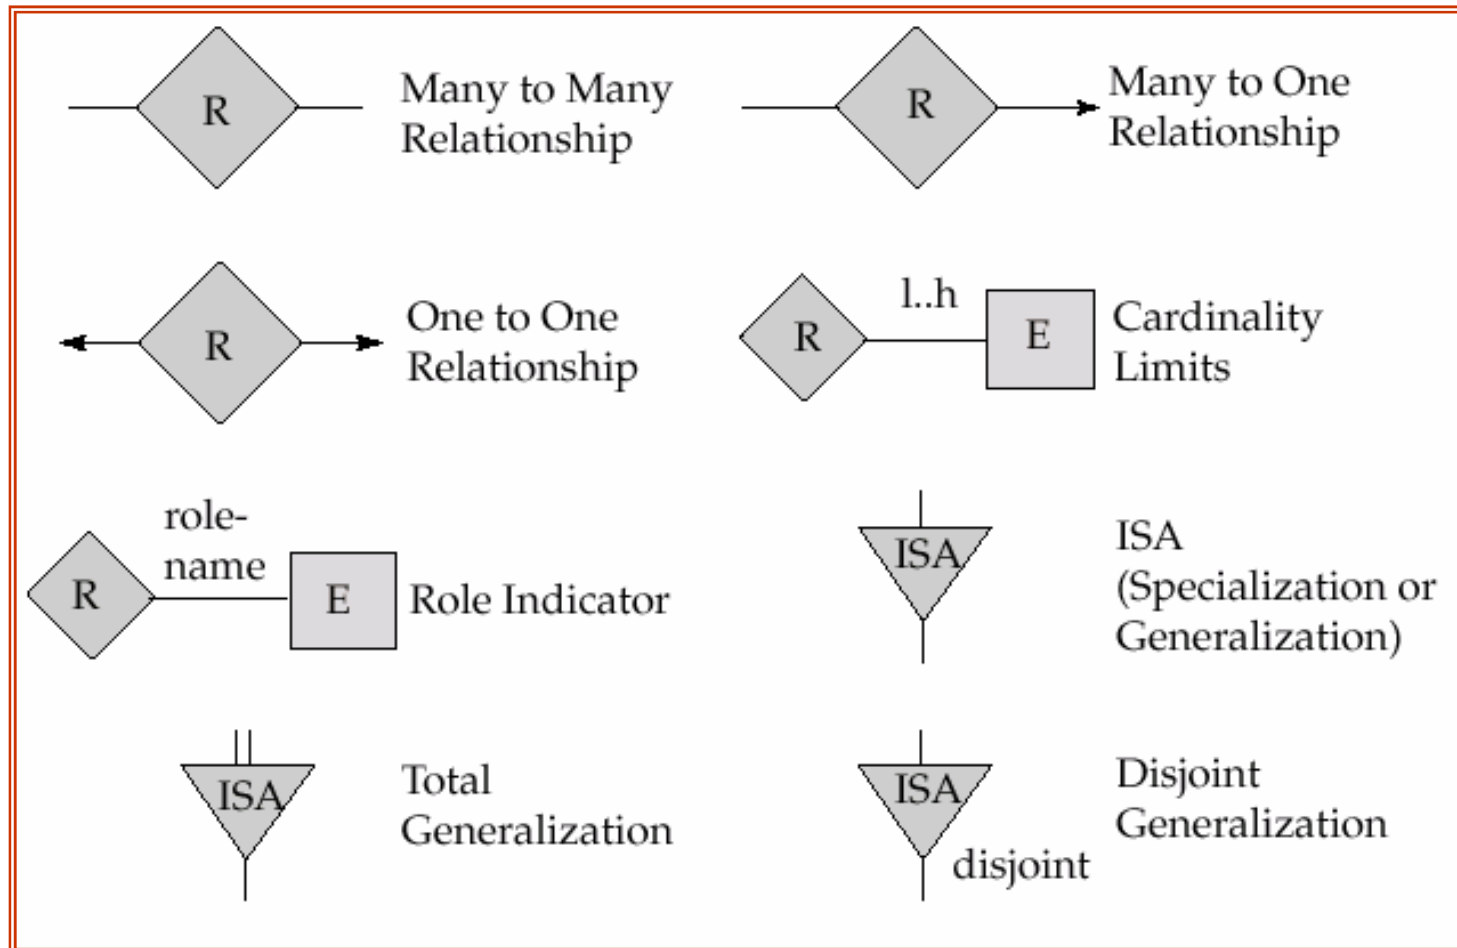 R
Many to Many
Relationship
R
Many to One
Relationship
R
One to One
Relationship
R
l..h
E
Cardinality
Limits
R
role-
name
E
Role Indicator
ISA
ISA
(Specialization or
Generalization)
ISA
Total
Generalization
ISA
disjoint
Disjoint
Generalization